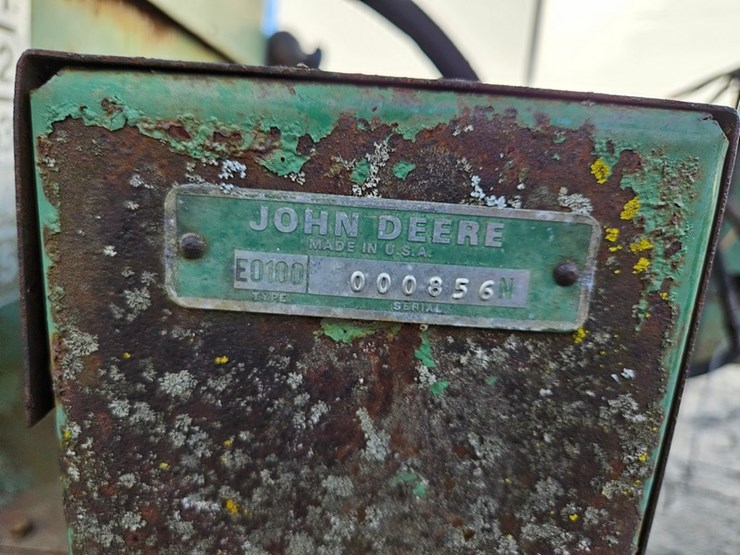 JOHN DEERE
MADE IN U.S.A.
E0100 000856N
TYPE SERIAL